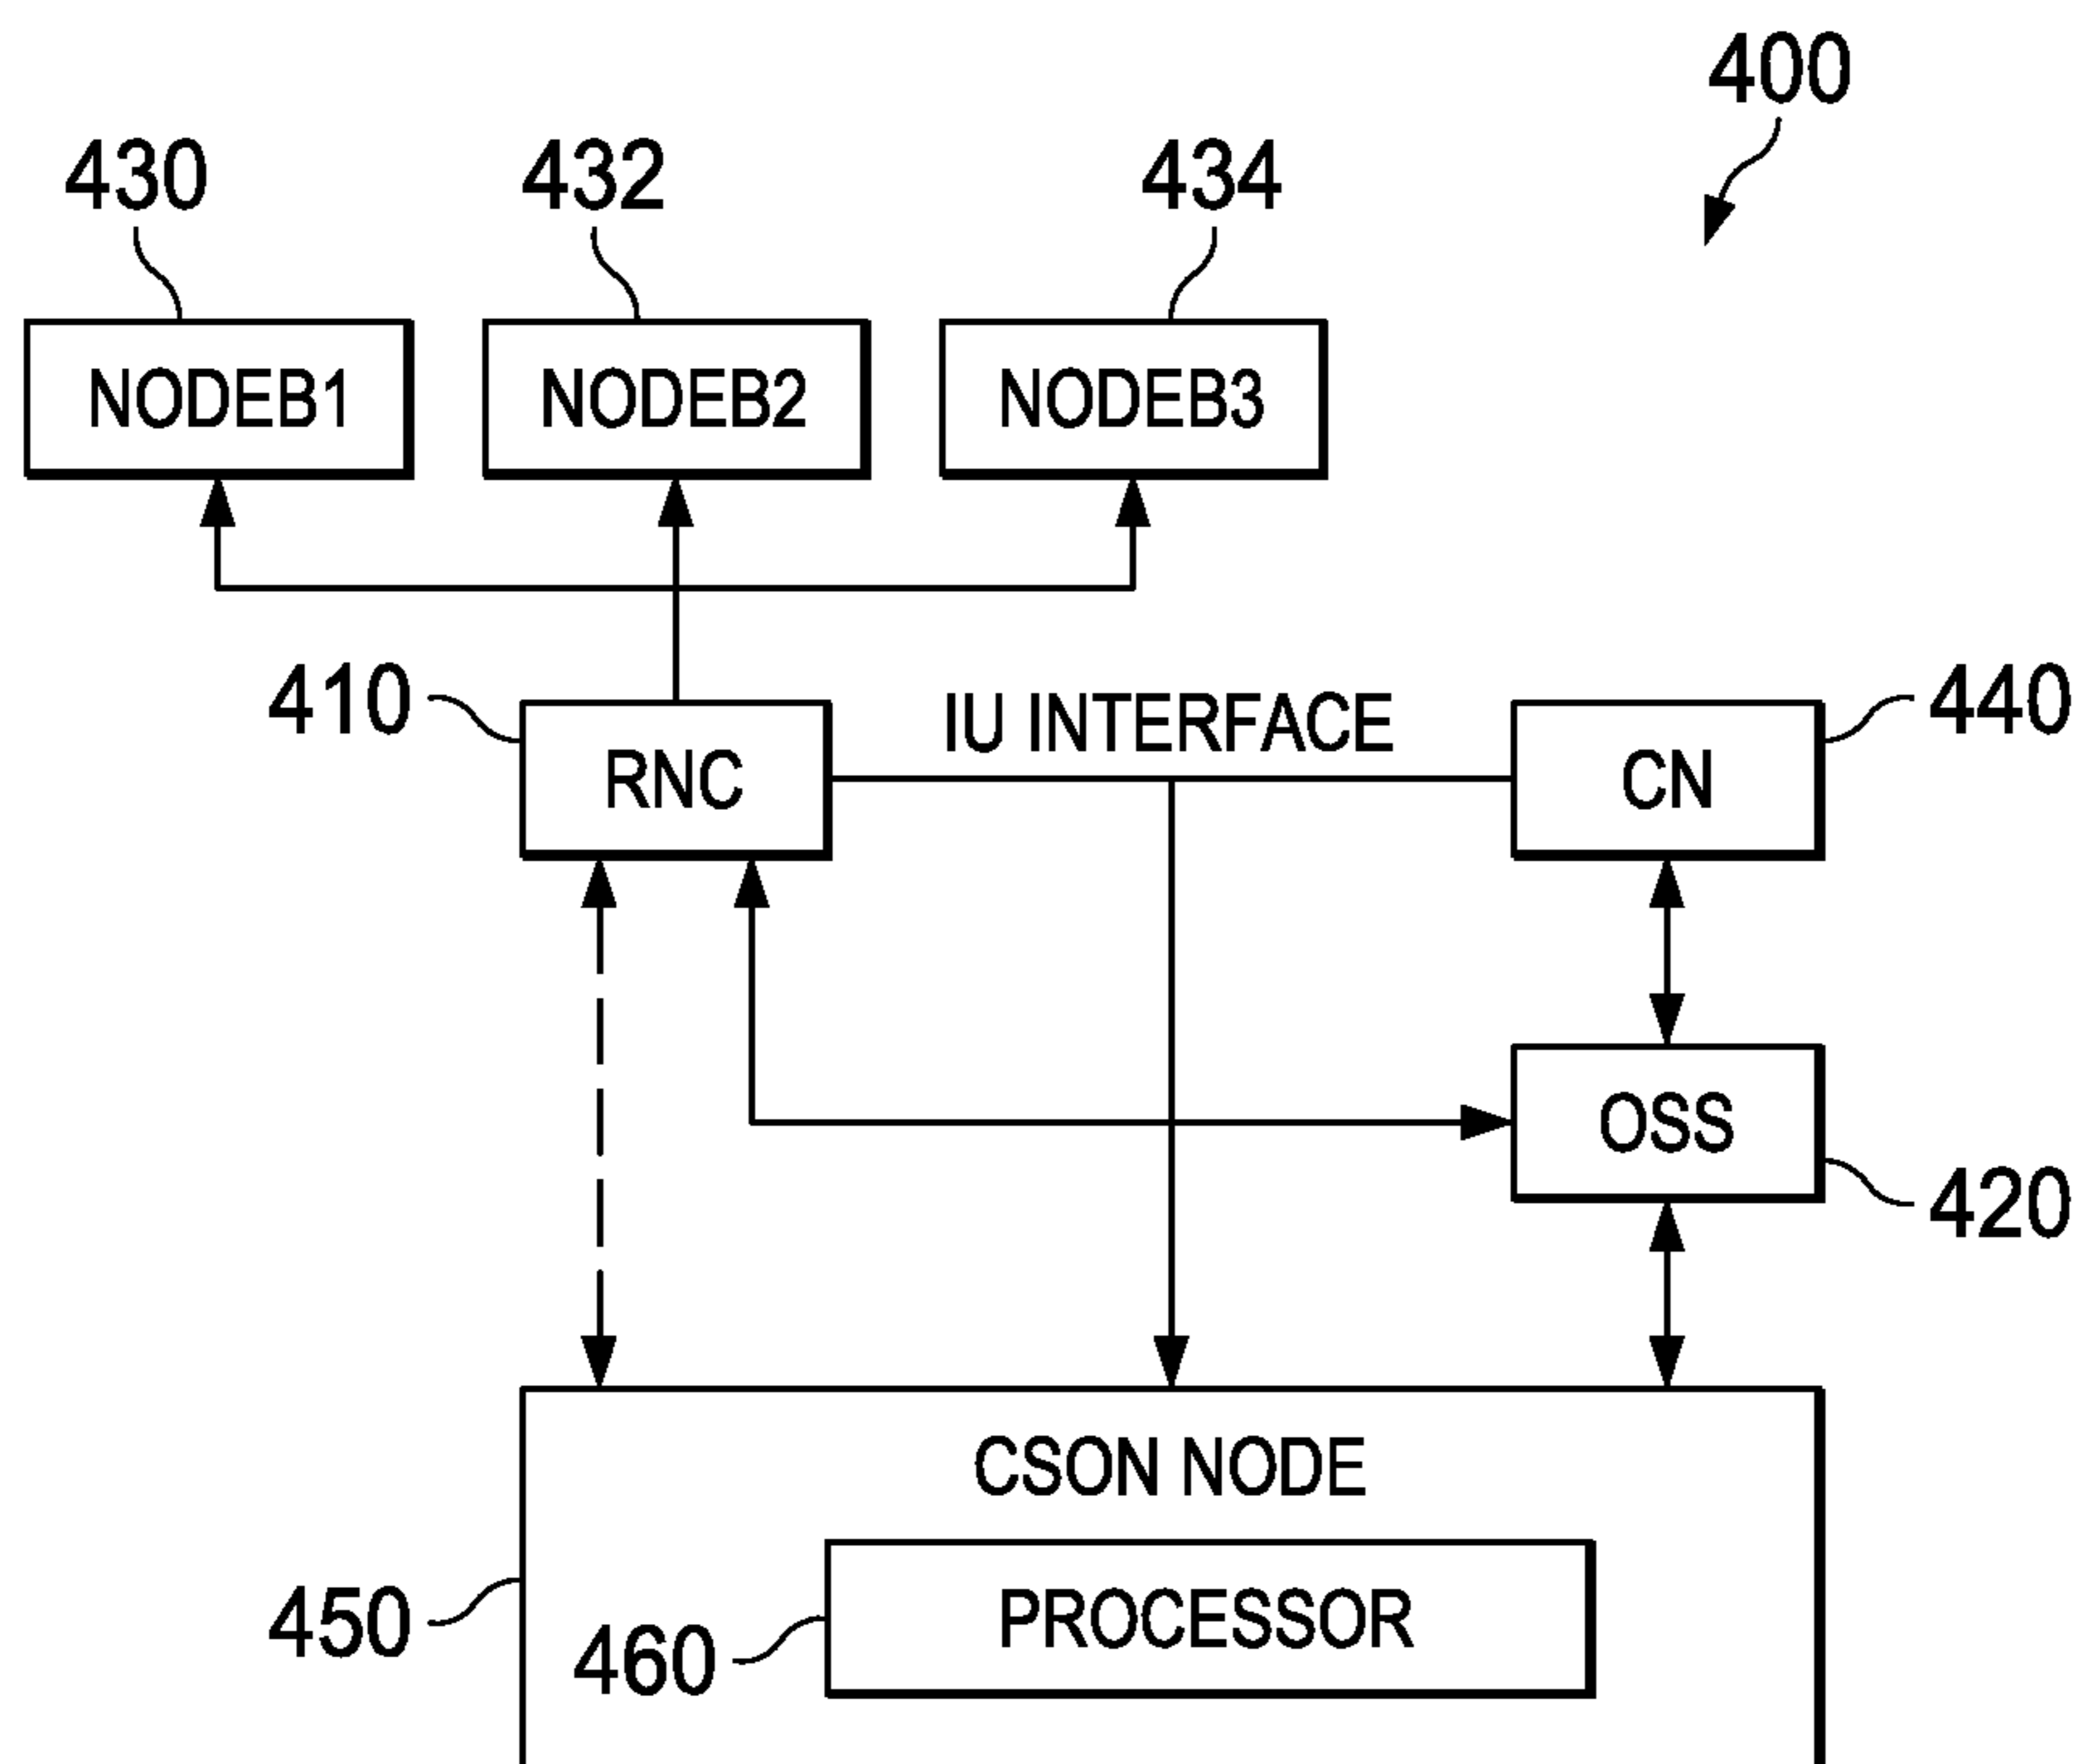 400
430
432
434
NODEB1
NODEB2
NODEB3
410
IU INTERFACE
440
RNC
CN
OSS
420
CSON NODE
450
PROCESSOR
460